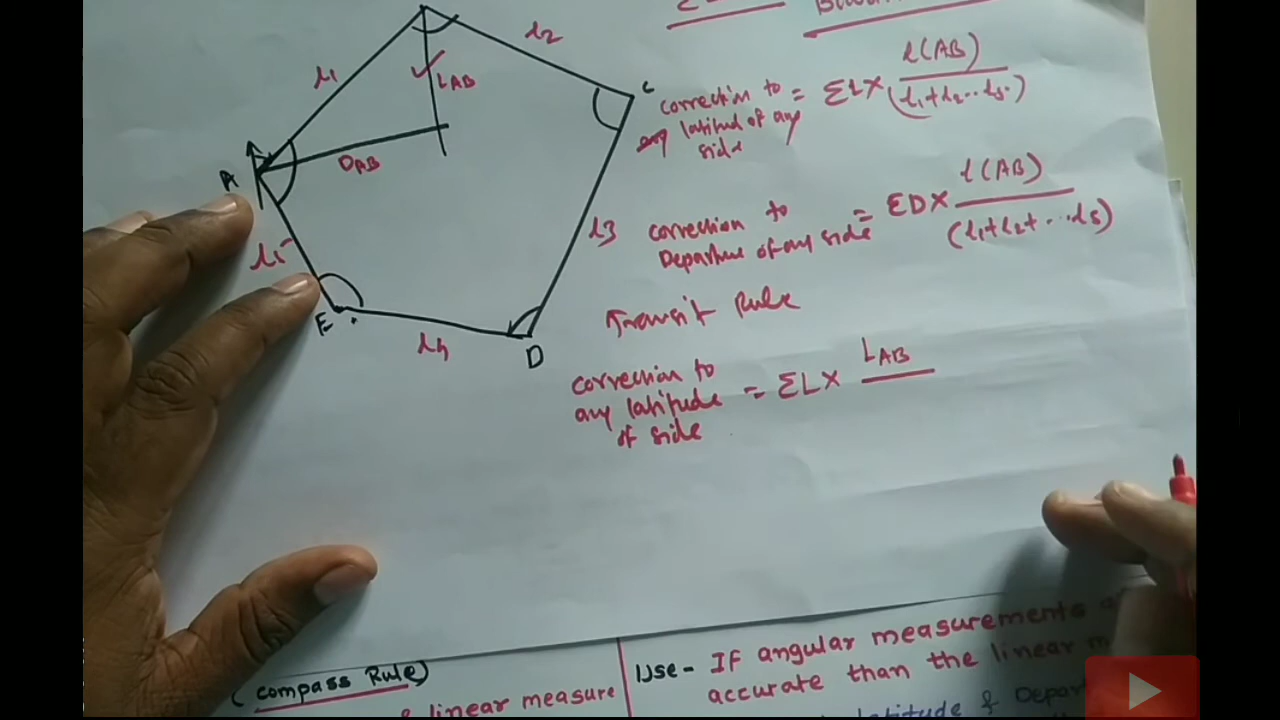 l1
l2
LAB
DAB
A
C
l3
l5
E
l4
D
correction to = ΣL× l(AB)
latitud of any (l1+l2..l5.)
side
correction to = ΣD× l(AB)
Departure of any side (l1+l2+...l5)
Transit Rule
correction to = ΣL× LAB
any latitude
of side
(Compass Rule)
linear measure
Use- If angular measurements
accurate than the linear
latitude & Depar